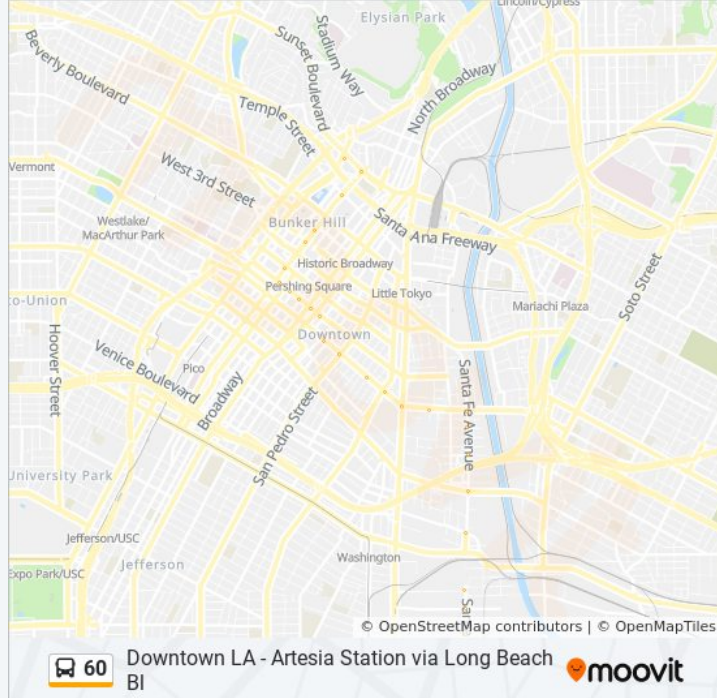 Lincoln/Cypress
Elysian Park
Stadium Way
Sunset Boulevard
Beverly Boulevard
North Broadway
Temple Street
West 3rd Street
Vermont
Westlake/
MacArthur Park
Bunker Hill
Santa Ana Freeway
Historic Broadway
Pershing Square
Little Tokyo
Mariachi Plaza
Soto Street
co-Union
Downtown
Hoover Street
Venice Boulevard
Pico
Broadway
San Pedro Street
Santa Fe Avenue
University Park
Jefferson/USC
Jefferson
Washington
Expo Park/USC
San
© OpenStreetMap contributors | © OpenMapTiles
60
Downtown LA - Artesia Station via Long Beach
Bl
moovit